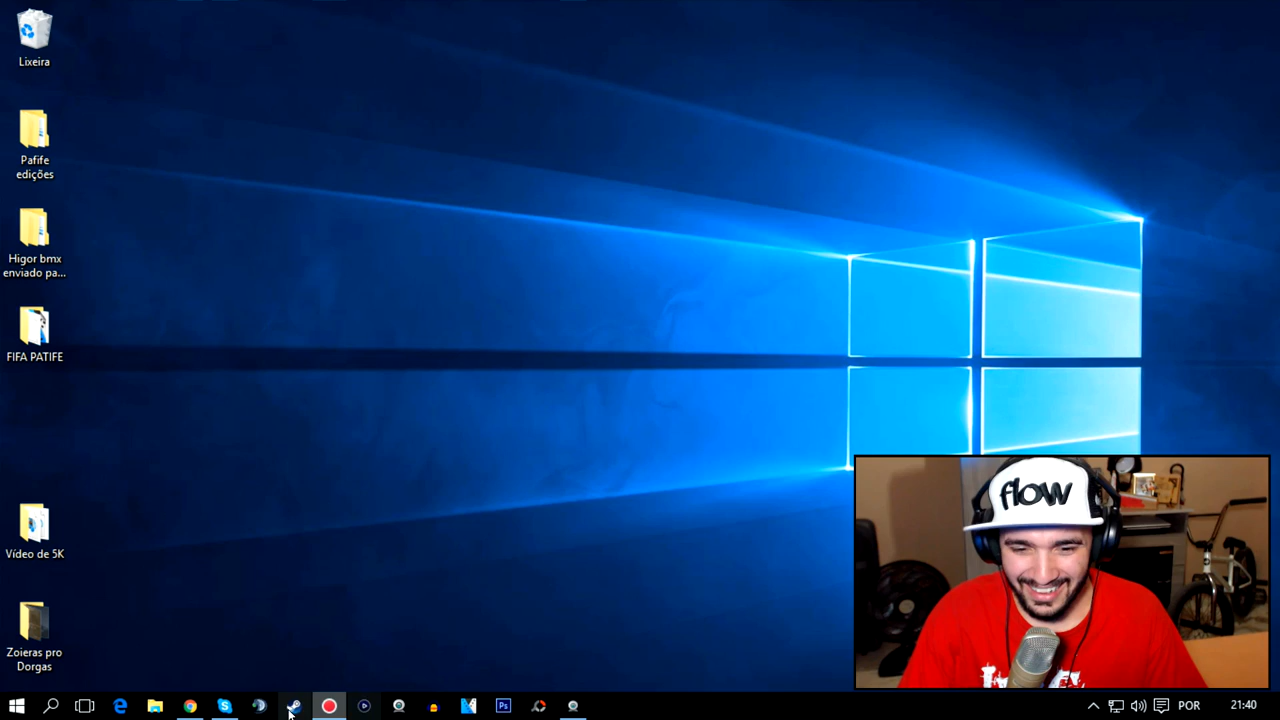 Lixeira
Pafife
edições
Higor bmx
enviado pa...
FIFA PATIFE
Vídeo de 5K
Zoieras pro
Dorgas
flow
Ps
POR
21:40